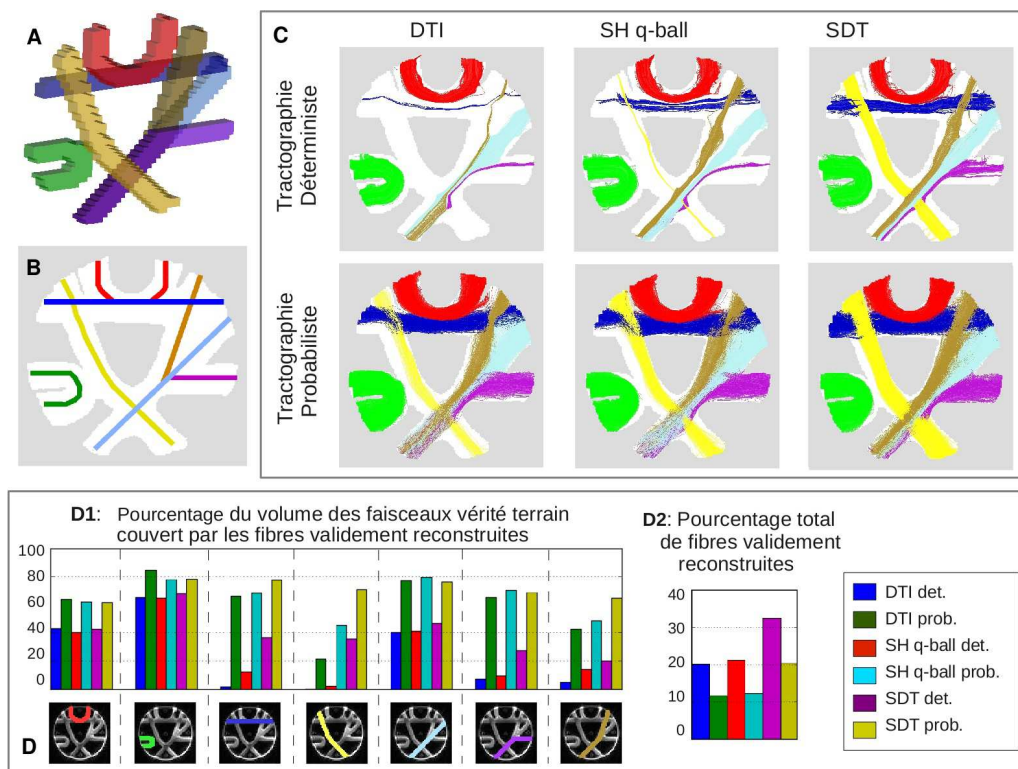 A
B
C
DTI
SH q-ball
SDT
Tractographie
Déterministe
Tractographie
Probabiliste
D1: Pourcentage du volume des faisceaux vérité terrain
couvert par les fibres validement reconstruites
100
80
60
40
20
0
D
D2: Pourcentage total
de fibres validement
reconstruites
40
30
20
10
0
DTI det.
DTI prob.
SH q-ball det.
SH q-ball prob.
SDT det.
SDT prob.